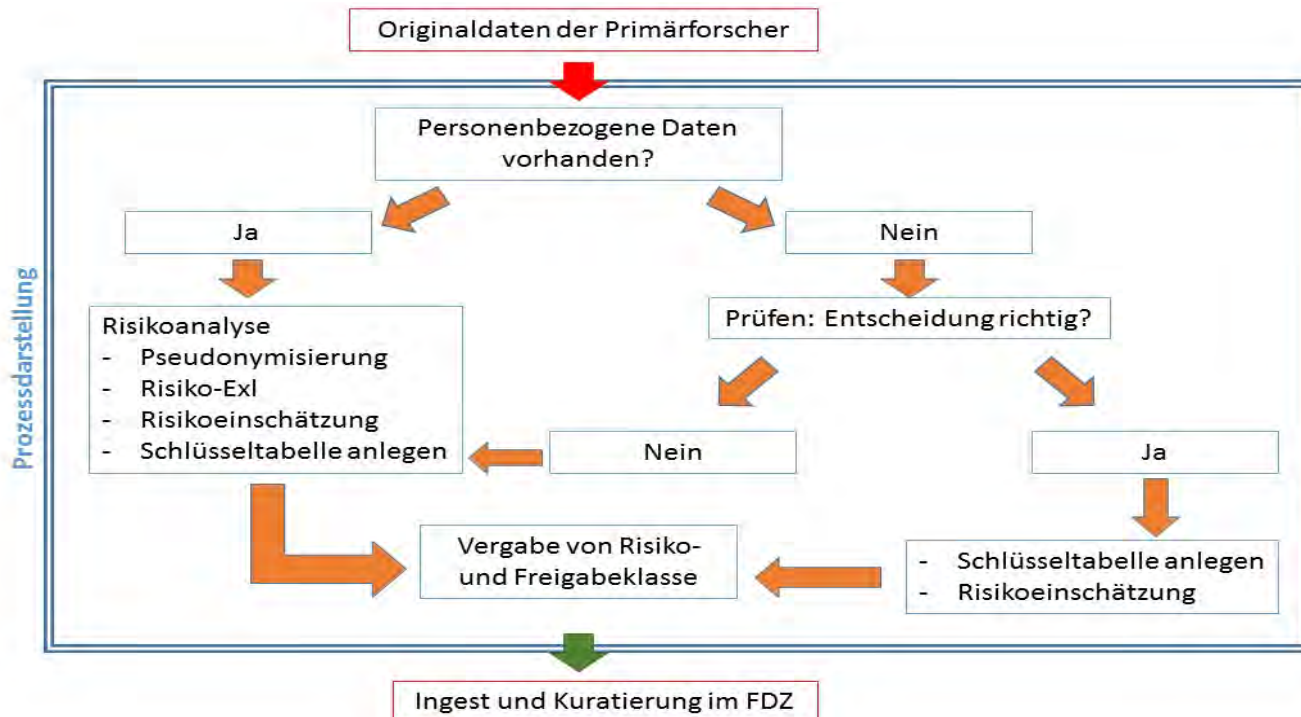 Originaldaten der Primärforscher
Prozessdarstellung
Personenbezogene Daten
vorhanden?
Ja
Nein
Risikoanalyse
- Pseudonymisierung
- Risiko-Exl
- Risikoeinschätzung
- Schlüsseltabelle anlegen
Prüfen: Entscheidung richtig?
Nein
Ja
Vergabe von Risiko-
und Freigabeklasse
- Schlüsseltabelle anlegen
- Risikoeinschätzung
Ingest und Kuratierung im FDZ